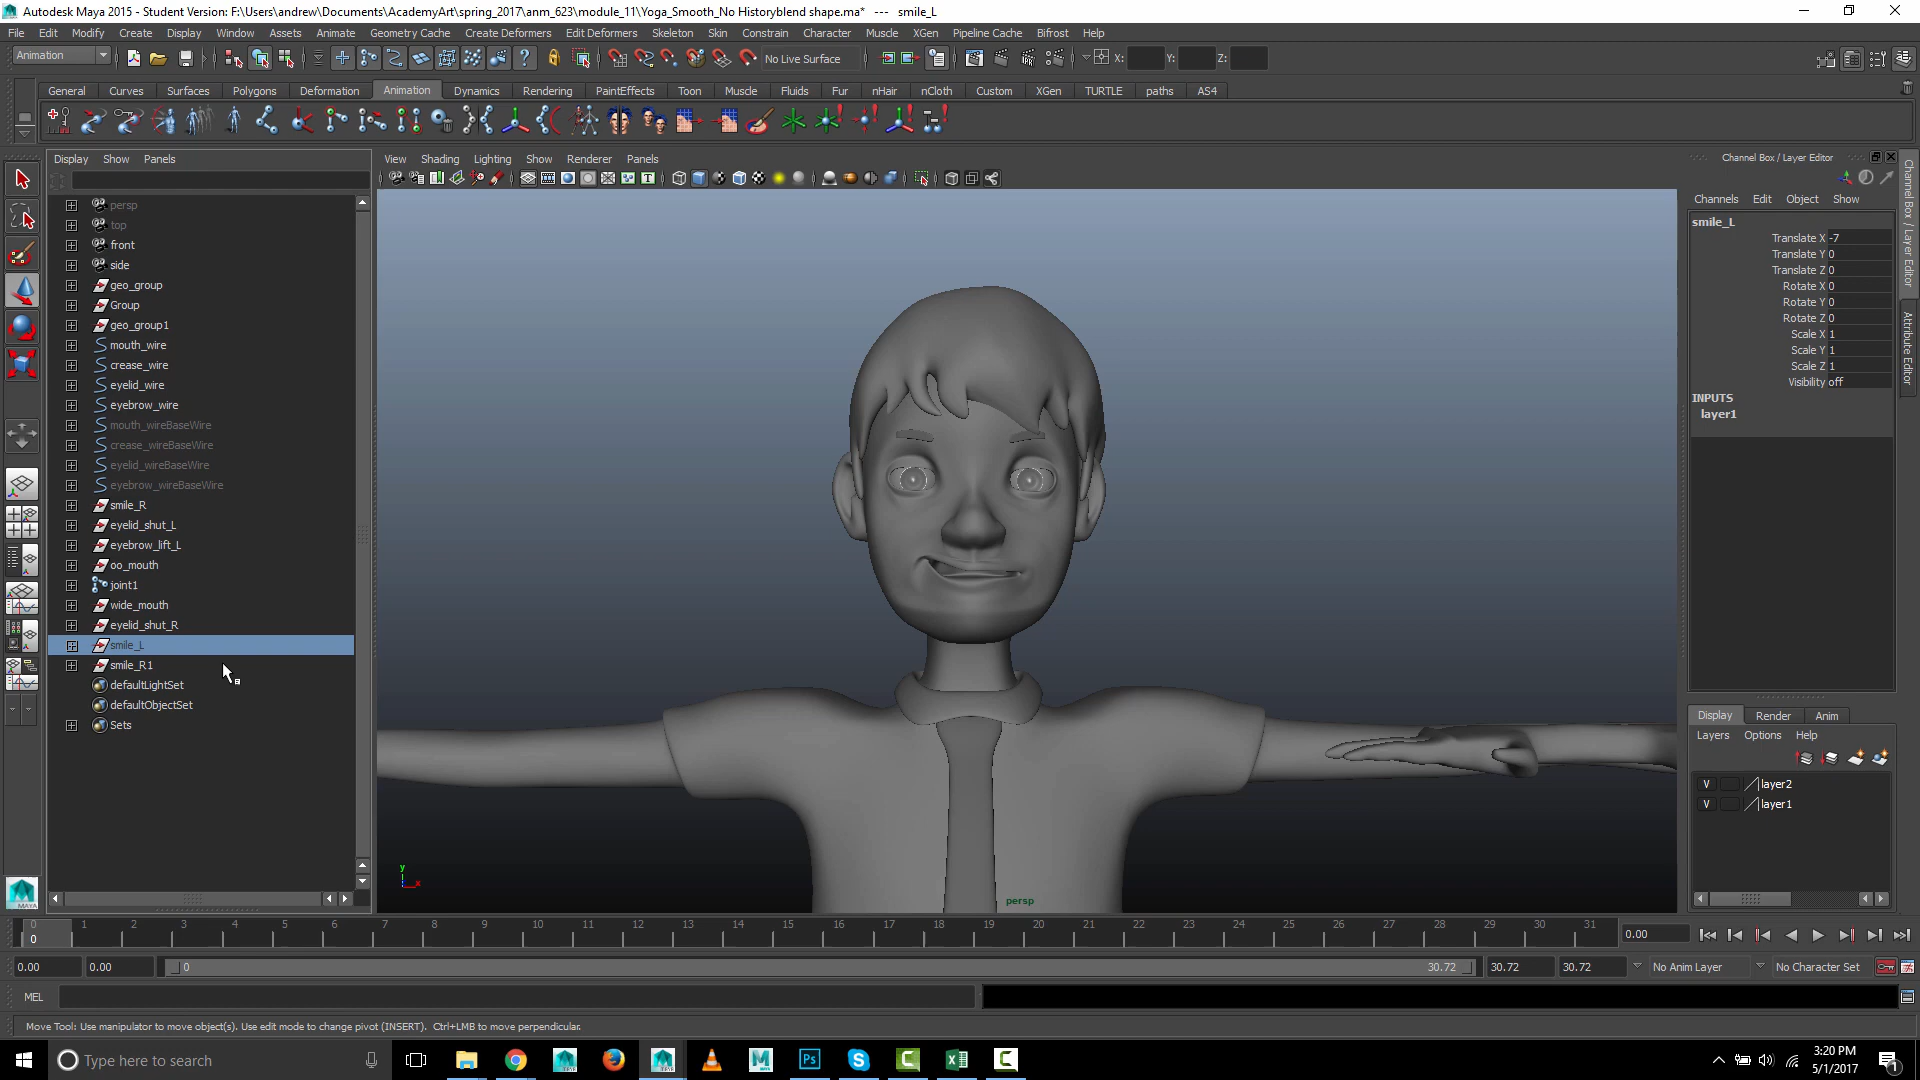 Autodesk Maya 2015 - Student Version: F:\Users\andrew\Documents\AcademyArt\spring_2017\anm_623\module_11\Yoga_Smooth_No Historyblend shape.ma*   ---   smile_L
File Edit Modify Create Display Window Assets Animate Geometry Cache Create Deformers Edit Deformers Skeleton Skin Constrain Character Muscle XGen Pipeline Cache Bifrost Help
Animation No Live Surface X: Y: Z:
General Curves Surfaces Polygons Deformation Animation Dynamics Rendering PaintEffects Toon Muscle Fluids Fur nHair nCloth Custom XGen TURTLE paths AS4
Display Show Panels
View Shading Lighting Show Renderer Panels
Channel Box / Layer Editor
Channels Edit Object Show
persp
top
front
side
geo_group
Group
geo_group1
mouth_wire
crease_wire
eyelid_wire
eyebrow_wire
mouth_wireBaseWire
crease_wireBaseWire
eyelid_wireBaseWire
eyebrow_wireBaseWire
smile_R
eyelid_shut_L
eyebrow_lift_L
oo_mouth
joint1
wide_mouth
eyelid_shut_R
smile_L
smile_R1
defaultLightSet
defaultObjectSet
Sets
y
x
persp
smile_L
Translate X -7
Translate Y 0
Translate Z 0
Rotate X 0
Rotate Y 0
Rotate Z 0
Scale X 1
Scale Y 1
Scale Z 1
Visibility off
INPUTS
layer1
Channel Box / Layer Editor
Attribute Editor
Display Render Anim
Layers Options Help
V layer2
V layer1
MAYA
0 1 2 3 4 5 6 7 8 9 10 11 12 13 14 15 16 17 18 19 20 21 22 23 24 25 26 27 28 29 30 31
0 0.00
0.00 0.00 0 30.72 30.72 30.72 No Anim Layer No Character Set
MEL
Move Tool: Use manipulator to move object(s). Use edit mode to change pivot (INSERT).  Ctrl+LMB to move perpendicular.
Type here to search
3:20 PM
5/1/2017